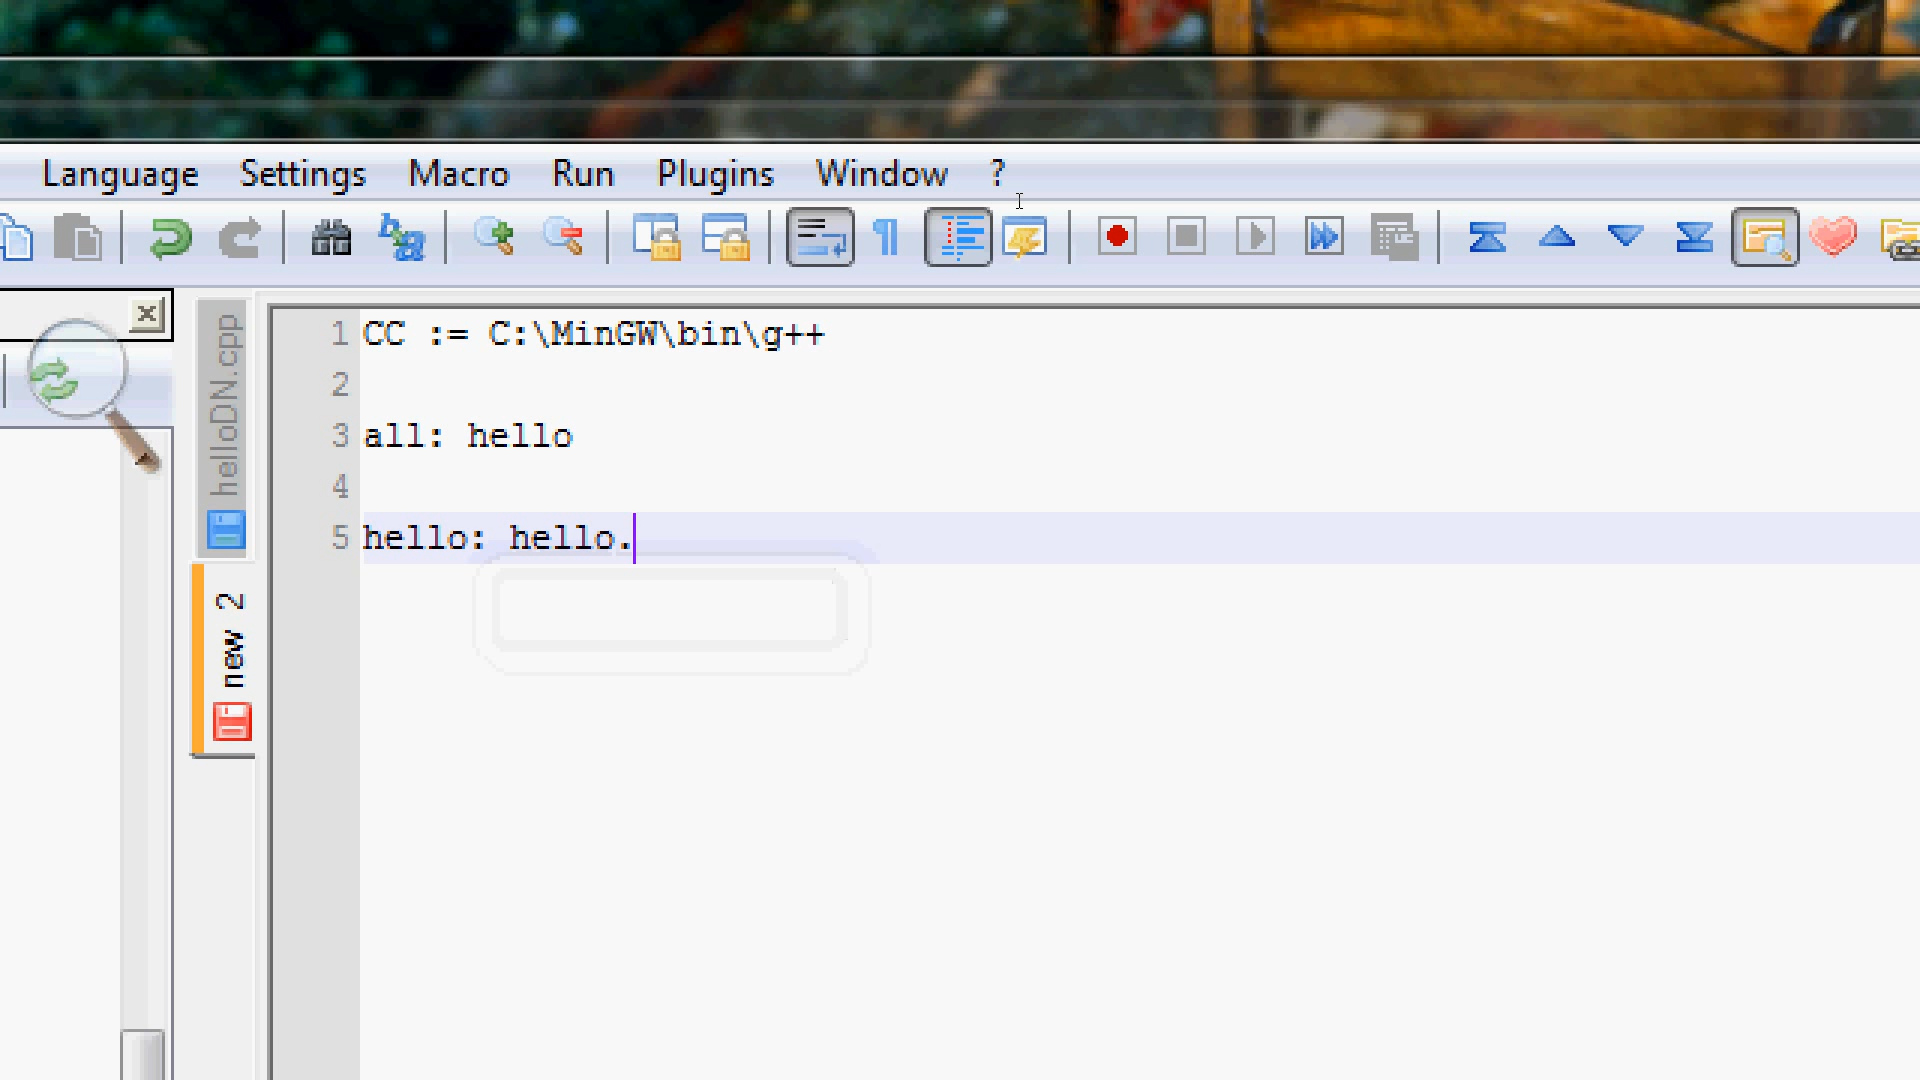 Language Settings Macro Run Plugins Window ?
helloDN.cpp
new 2
1 CC := C:\MinGW\bin\g++
2
3 all: hello
4
5 hello: hello.